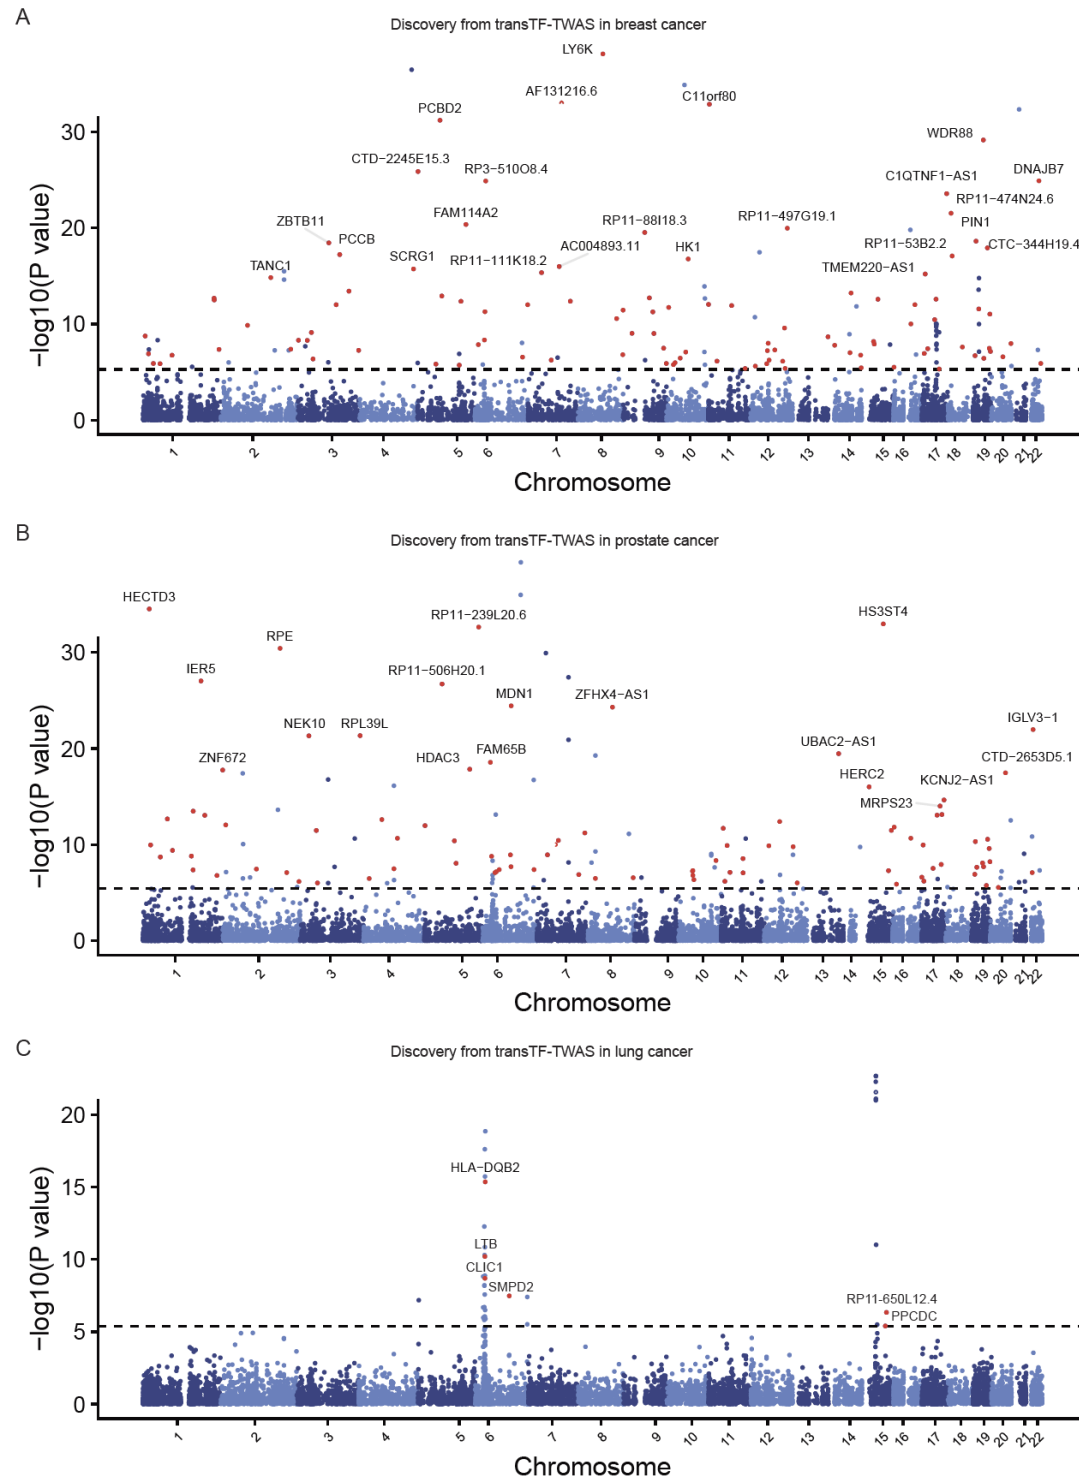 A
Discovery from transTF-TWAS in breast cancer
LY6K
AF131216.6
C11orf80
PCBD2
30
WDR88
CTD-2245E15.3
RP3-510O8.4
DNAJB7
C1QTNF1-AS1
RP11-474N24.6
20
ZBTB11
FAM114A2
RP11-88I18.3
RP11-497G19.1
PIN1
PCCB
AC004893.11
HK1
RP11-53B2.2
CTC-344H19.4
TANC1
SCRG1
RP11-111K18.2
TMEM220-AS1
10
0
−log10(P value)
1 2 3 4 5 6 7 8 9 10 11 12 13 14 15 16 17 18 19 20 21 22
Chromosome
B
Discovery from transTF-TWAS in prostate cancer
HECTD3
RP11-239L20.6
HS3ST4
RPE
30
IER5
RP11-506H20.1
MDN1
ZFHX4-AS1
NEK10
RPL39L
IGLV3-1
20
ZNF672
HDAC3
FAM65B
UBAC2-AS1
CTD-2653D5.1
HERC2
KCNJ2-AS1
MRPS23
10
0
−log10(P value)
1 2 3 4 5 6 7 8 9 10 11 12 13 14 15 16 17 18 19 20 21 22
Chromosome
C
Discovery from transTF-TWAS in lung cancer
20
HLA-DQB2
15
LTB
10
CLIC1
SMPD2
RP11-650L12.4
PPCDC
5
0
−log10(P value)
1 2 3 4 5 6 7 8 9 10 11 12 13 14 15 16 17 18 19 20 21 22
Chromosome